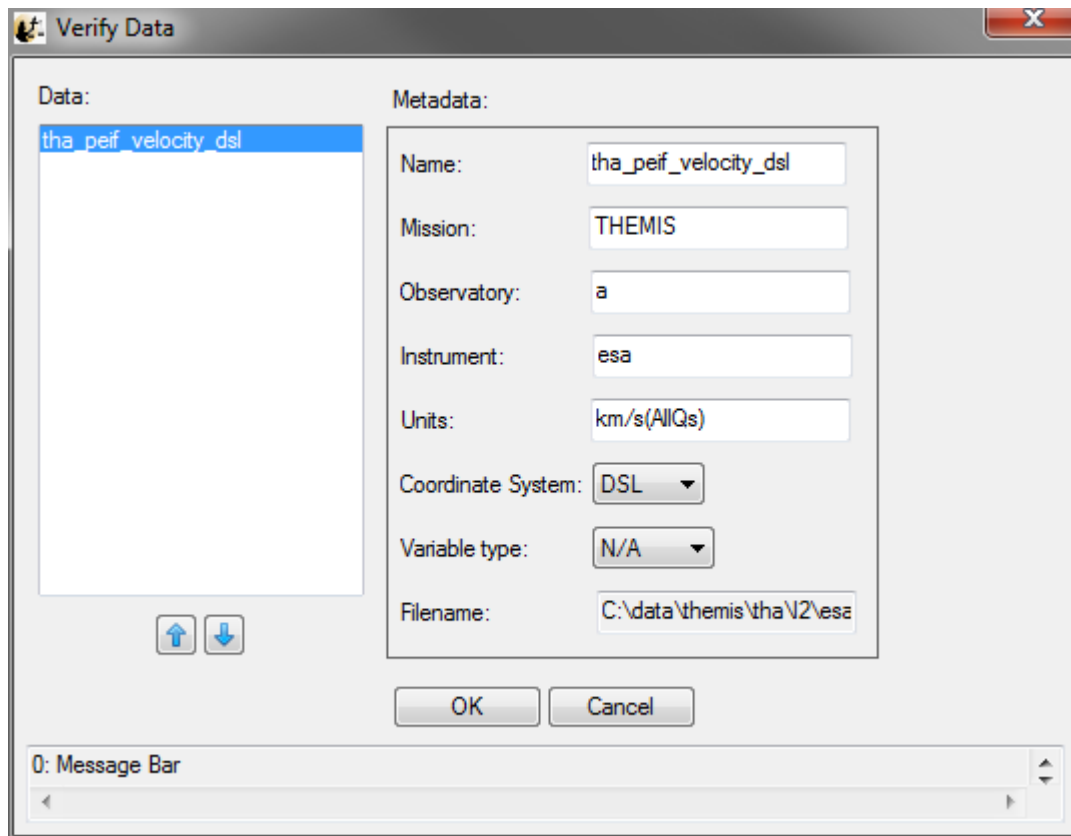 Verify Data
Data:
tha_peif_velocity_dsl
Metadata:
Name: tha_peif_velocity_dsl
Mission: THEMIS
Observatory: a
Instrument: esa
Units: km/s(AllQs)
Coordinate System: DSL
Variable type: N/A
Filename: C:\data\themis\tha\l2\esa
OK Cancel
0: Message Bar